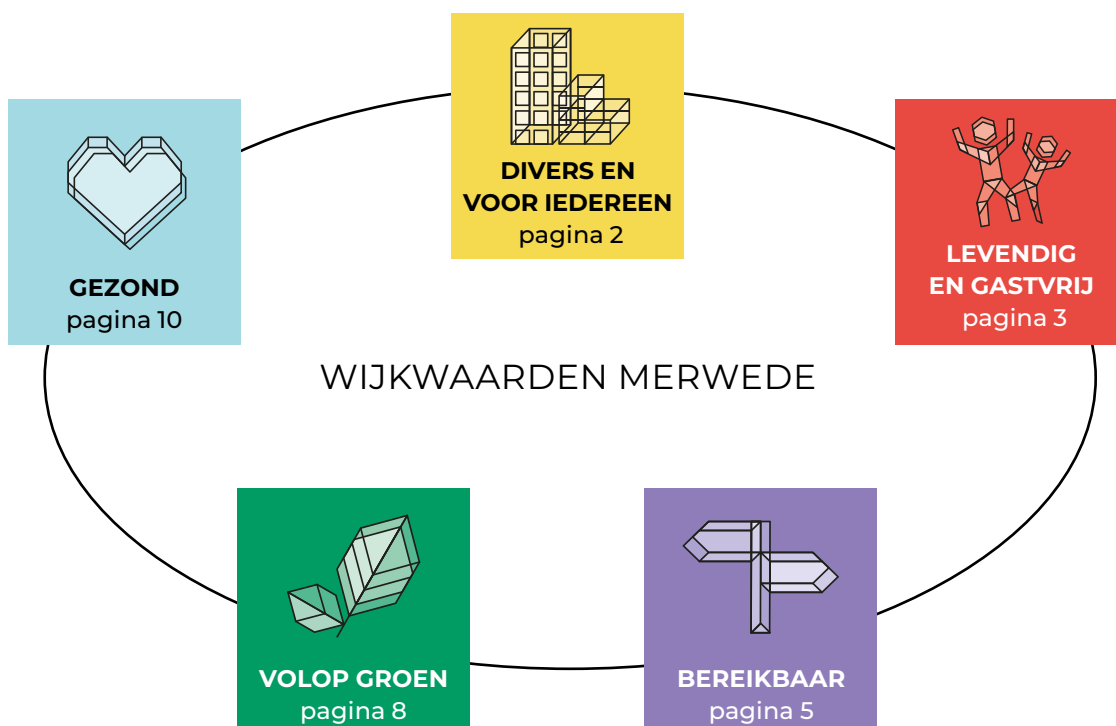 DIVERS EN
VOOR IEDEREEN
pagina 2
GEZOND
pagina 10
LEVENDIG
EN GASTVRIJ
pagina 3
WIJKWAARDEN MERWEDE
VOLOP GROEN
pagina 8
BEREIKBAAR
pagina 5